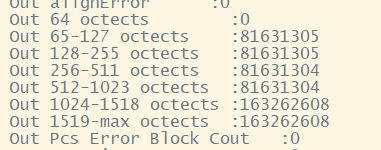 Out alignError :0
Out 64 octects :0
Out 65-127 octects :81631305
Out 128-255 octects :81631305
Out 256-511 octects :81631304
Out 512-1023 octects :81631304
Out 1024-1518 octects :163262608
Out 1519-max octects :163262608
Out Pcs Error Block Cout :0